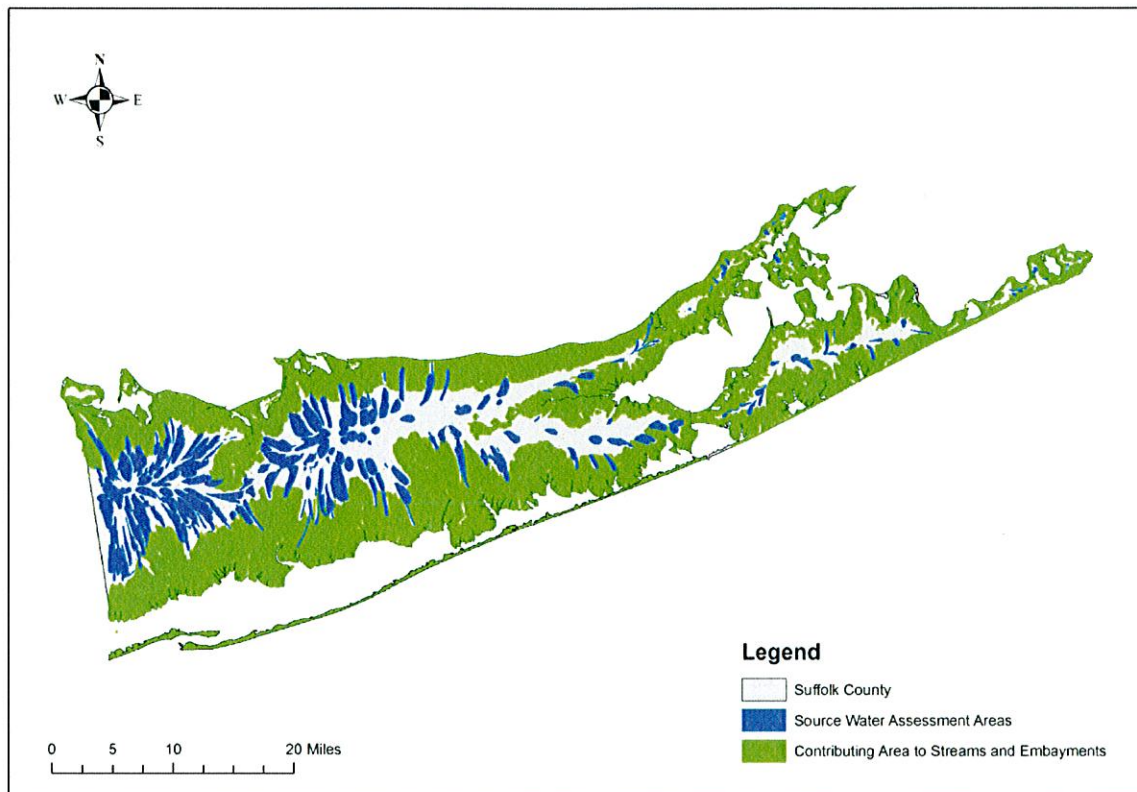 N
W E
S
Legend
Suffolk County
Source Water Assessment Areas
Contributing Area to Streams and Embayments
0 5 10 20 Miles